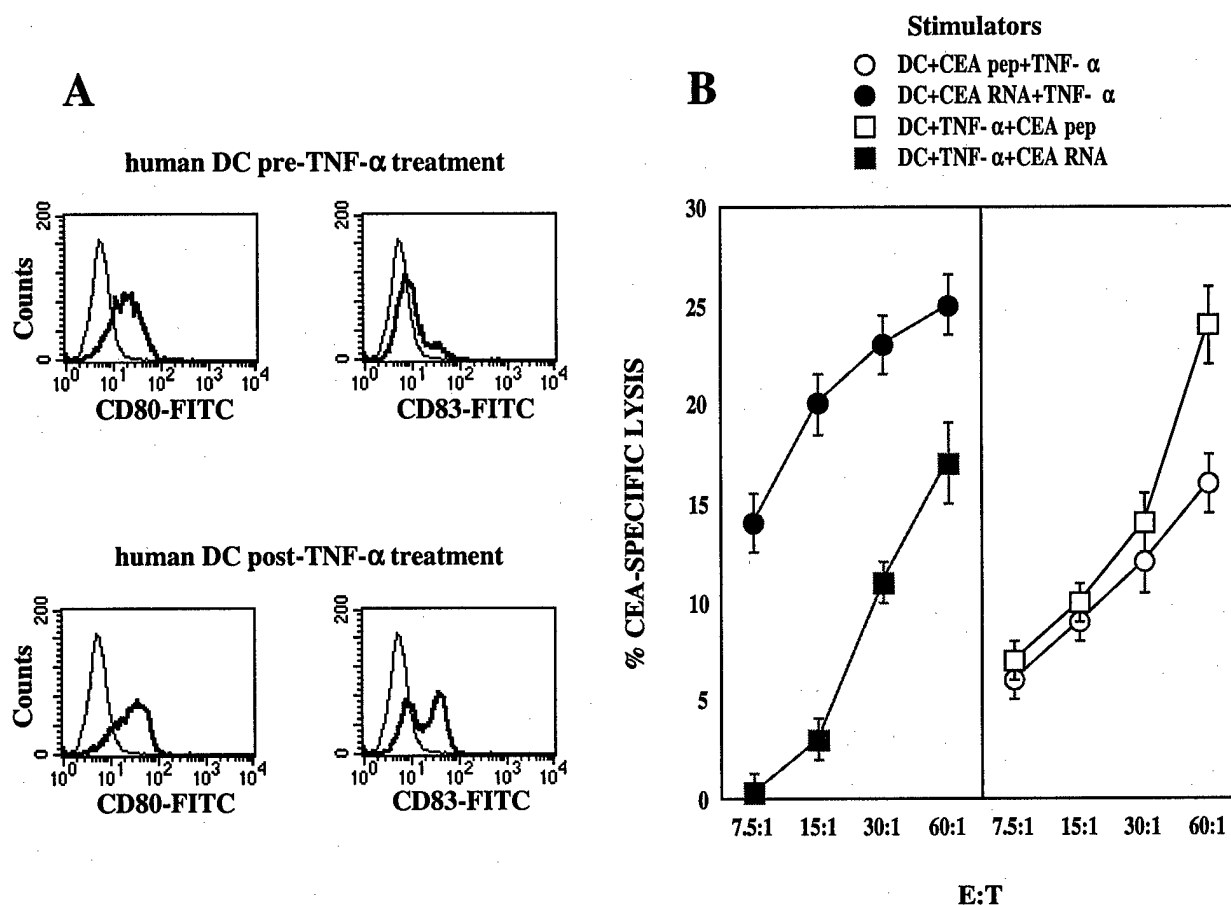 A
human DC pre-TNF-α treatment
200
Counts
0
10^0 10^1 10^2 10^3 10^4
CD80-FITC
200
0
10^0 10^1 10^2 10^3 10^4
CD83-FITC
human DC post-TNF-α treatment
200
Counts
0
10^0 10^1 10^2 10^3 10^4
CD80-FITC
200
0
10^0 10^1 10^2 10^3 10^4
CD83-FITC
B
Stimulators
DC+CEA pep+TNF- α
DC+CEA RNA+TNF- α
DC+TNF- α+CEA pep
DC+TNF- α+CEA RNA
% CEA-SPECIFIC LYSIS
30
25
20
15
10
5
0
7.5:1 15:1 30:1 60:1 7.5:1 15:1 30:1 60:1
E:T